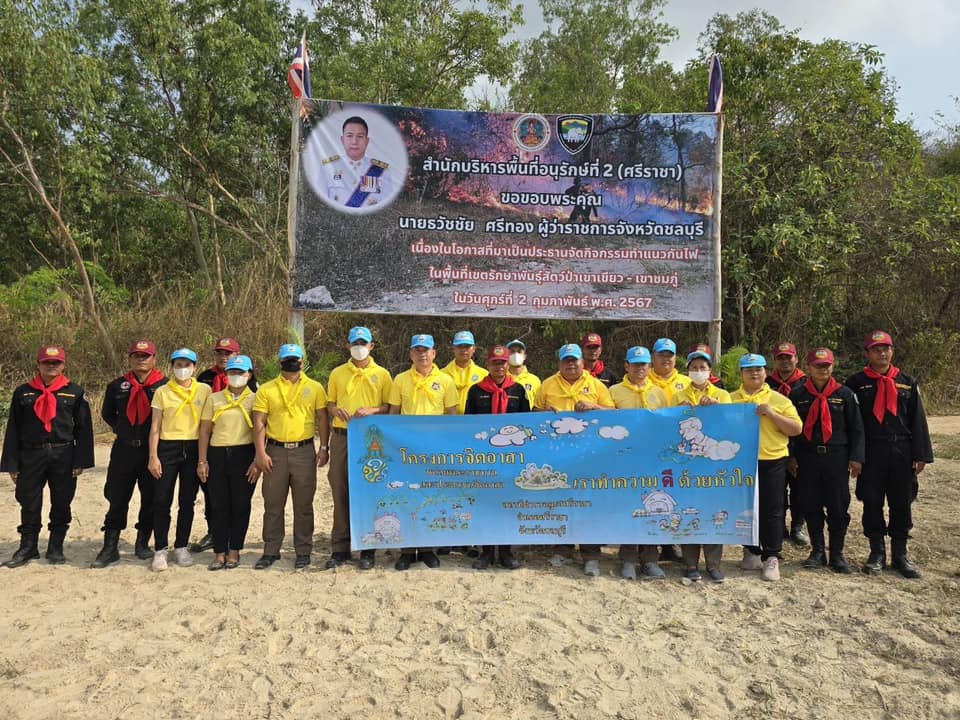 สำนักบริหารพื้นที่อนุรักษ์ที่ 2 (ศรีราชา)
ขอขอบพระคุณ
นายธวัชชัย ศรีทอง ผู้ว่าราชการจังหวัดชลบุรี
เนื่องในโอกาสที่มาเป็นประธานจัดกิจกรรมทำแนวกันไฟ
ในพื้นที่เขตรักษาพันธุ์สัตว์ป่าเขาเขียว - เขาชมภู่
ในวันศุกร์ที่ 2 กุมภาพันธ์ พ.ศ. 2567
โครงการจิตอาสา
เราทำความ ดี ด้วยหัวใจ
จังหวัดชลบุรี